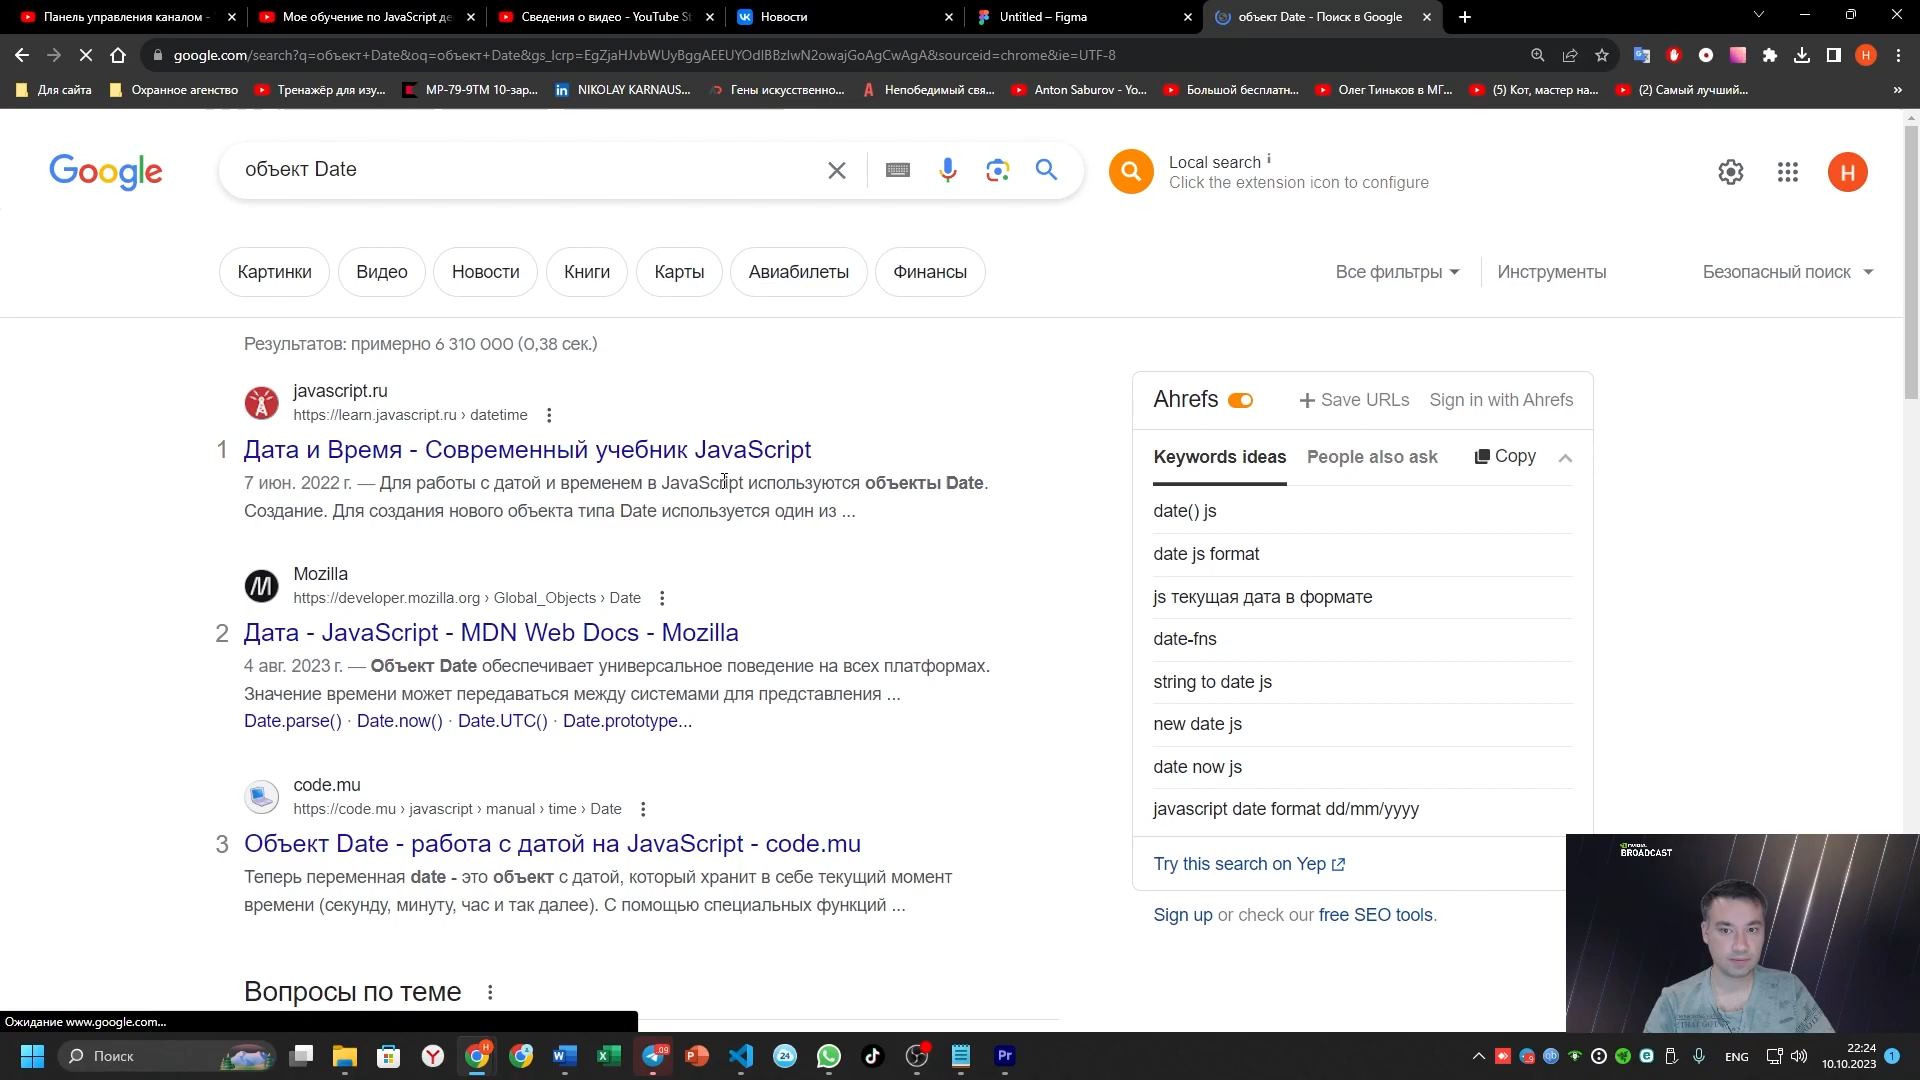 Панель управления каналом -
Мое обучение по JavaScript де
Сведения о видео - YouTube St
Новости
Untitled – Figma
объект Date - Поиск в Google
google.com/search?q=объект+Date&oq=объект+Date&gs_lcrp=EgZjaHJvbWUyBggAEEUYOdIBBzIwN2owajGoAgCwAgA&sourceid=chrome&ie=UTF-8
Для сайта
Охранное агенство
Тренажёр для изу...
МР-79-9ТМ 10-зар...
NIKOLAY KARNAUS...
Гены искусственно...
Непобедимый свя...
Anton Saburov - Yo...
Большой бесплатн...
Олег Тиньков в МГ...
(5) Кот, мастер на...
(2) Самый лучший...
»
Google
объект Date
Local search i
Click the extension icon to configure
H
Картинки
Видео
Новости
Книги
Карты
Авиабилеты
Финансы
Все фильтры
Инструменты
Безопасный поиск
Результатов: примерно 6 310 000 (0,38 сек.)
javascript.ru
https://learn.javascript.ru › datetime
1 Дата и Время - Современный учебник JavaScript
7 июн. 2022 г. — Для работы с датой и временем в JavaScript используются объекты Date.
Создание. Для создания нового объекта типа Date используется один из ...
Mozilla
https://developer.mozilla.org › Global_Objects › Date
2 Дата - JavaScript - MDN Web Docs - Mozilla
4 авг. 2023 г. — Объект Date обеспечивает универсальное поведение на всех платформах.
Значение времени может передаваться между системами для представления ...
Date.parse() · Date.now() · Date.UTC() · Date.prototype...
code.mu
https://code.mu › javascript › manual › time › Date
3 Объект Date - работа с датой на JavaScript - code.mu
Теперь переменная date - это объект с датой, который хранит в себе текущий момент
времени (секунду, минуту, час и так далее). С помощью специальных функций ...
Вопросы по теме
Ahrefs
Save URLs
Sign in with Ahrefs
Keywords ideas
People also ask
Copy
date() js
date js format
js текущая дата в формате
date-fns
string to date js
new date js
date now js
javascript date format dd/mm/yyyy
Try this search on Yep
Sign up or check our free SEO tools.
NVIDIA
BROADCAST
Ожидание www.google.com...
Поиск
ENG
22:24
10.10.2023
1